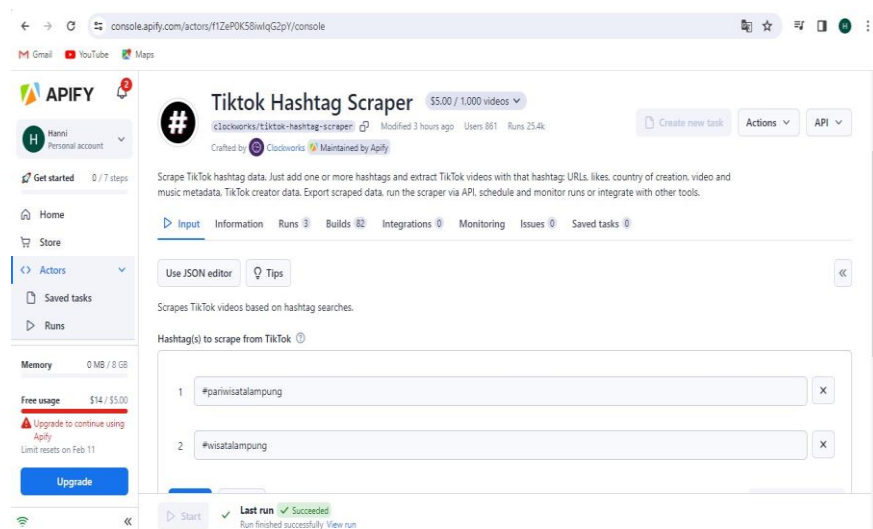 console.apify.com/actors/f1ZeP0K58iwlqG2pY/console
H
Gmail YouTube Maps
APIFY 2
H Hanni
Personal account
Get started 0 / 7 steps
Home
Store
Actors
Saved tasks
Runs
Memory 0 MB / 8 GB
Free usage $14 / $5.00
Upgrade to continue using
Apify
Limit resets on Feb 11
Upgrade
# Tiktok Hashtag Scraper $5.00 / 1,000 videos
clockworks/tiktok-hashtag-scraper Modified 3 hours ago Users 861 Runs 25.4k
Crafted by Clockworks Maintained by Apify
Create new task Actions API
Scrape TikTok hashtag data. Just add one or more hashtags and extract TikTok videos with that hashtag: URLs, likes, country of creation, video and
music metadata, TikTok creator data. Export scraped data, run the scraper via API, schedule and monitor runs or integrate with other tools.
Input Information Runs 3 Builds 82 Integrations 0 Monitoring Issues 0 Saved tasks 0
Use JSON editor Tips
Scrapes TikTok videos based on hashtag searches.
Hashtag(s) to scrape from TikTok
1 #pariwisatalampung
2 #wisatalampung
Start Last run Succeeded
Run finished successfully View run